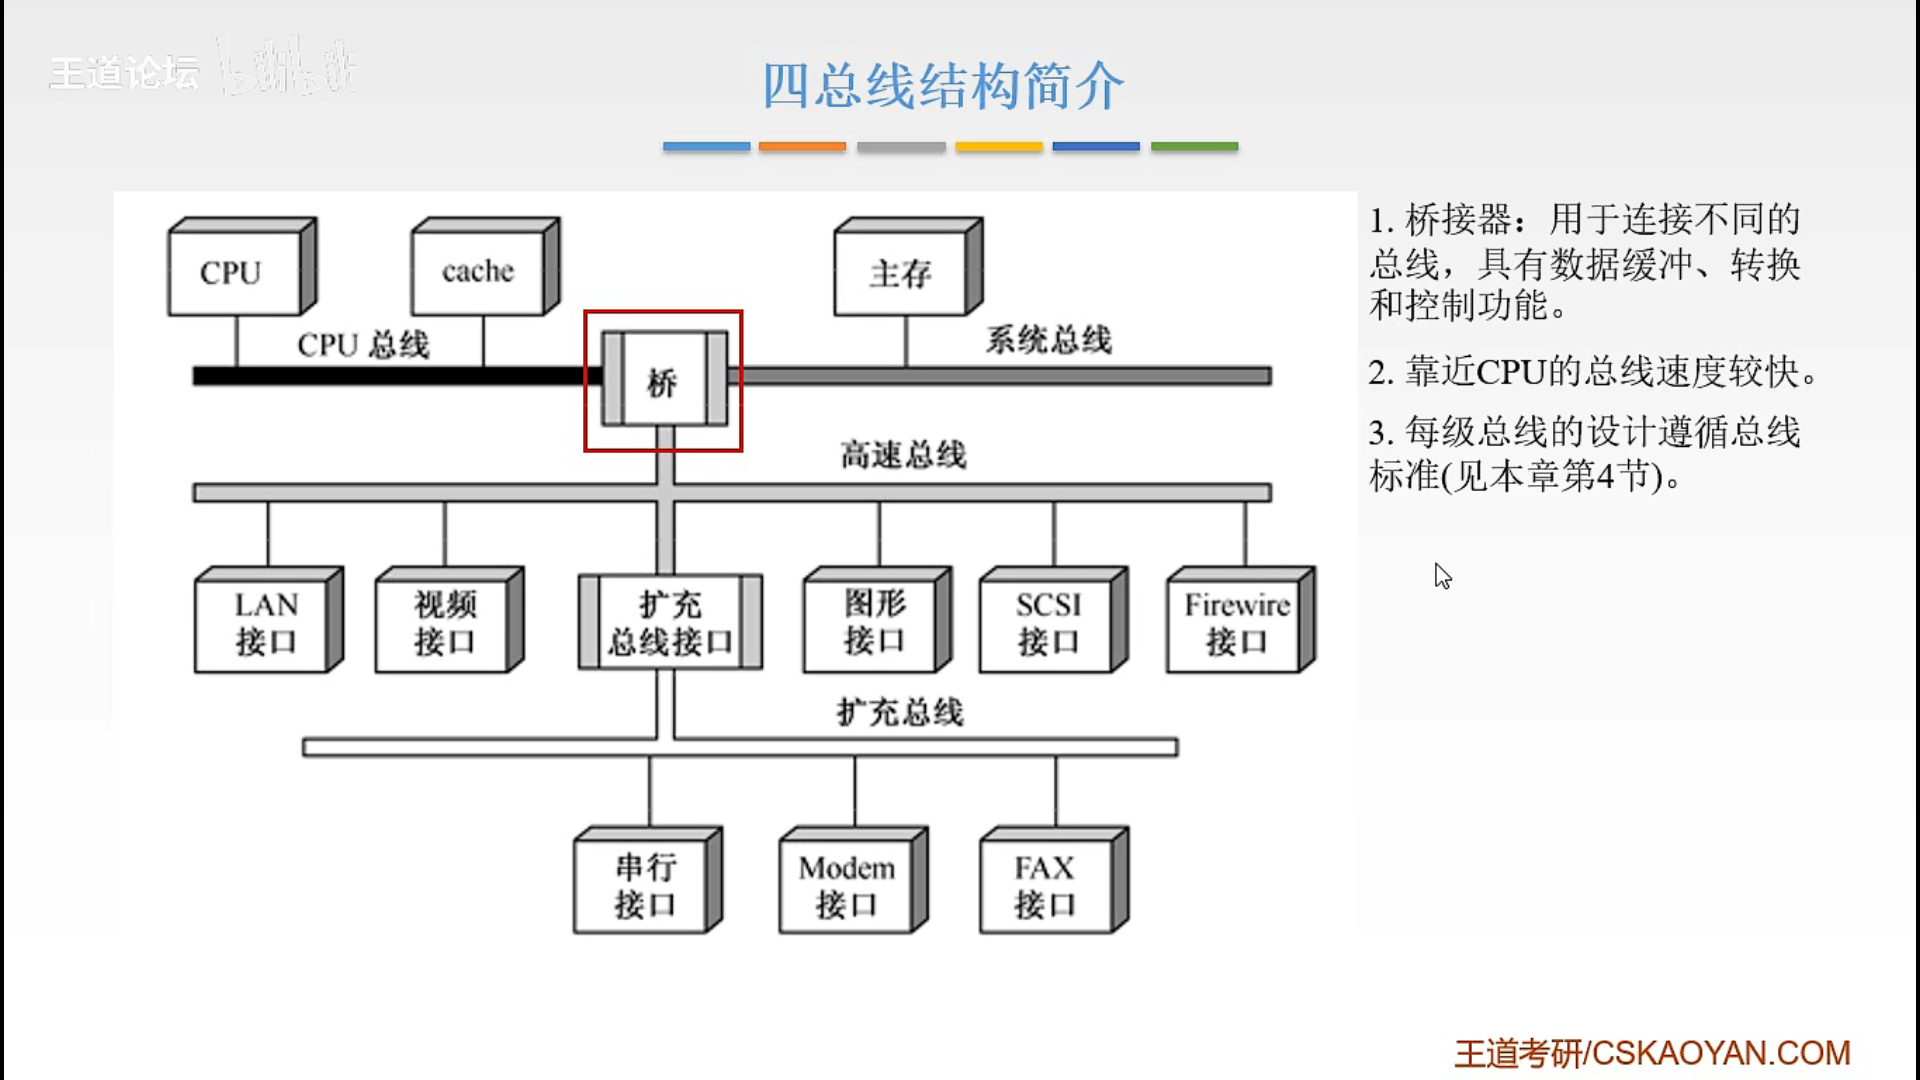 王道论坛 bilibili
四总线结构简介
CPU
cache
主存
CPU 总线
系统总线
桥
高速总线
LAN
接口
视频
接口
扩充
总线接口
图形
接口
SCSI
接口
Firewire
接口
扩充总线
串行
接口
Modem
接口
FAX
接口
1. 桥接器：用于连接不同的
总线，具有数据缓冲、转换
和控制功能。
2. 靠近CPU的总线速度较快。
3. 每级总线的设计遵循总线
标准(见本章第4节)。
王道考研/CSKAOYAN.COM